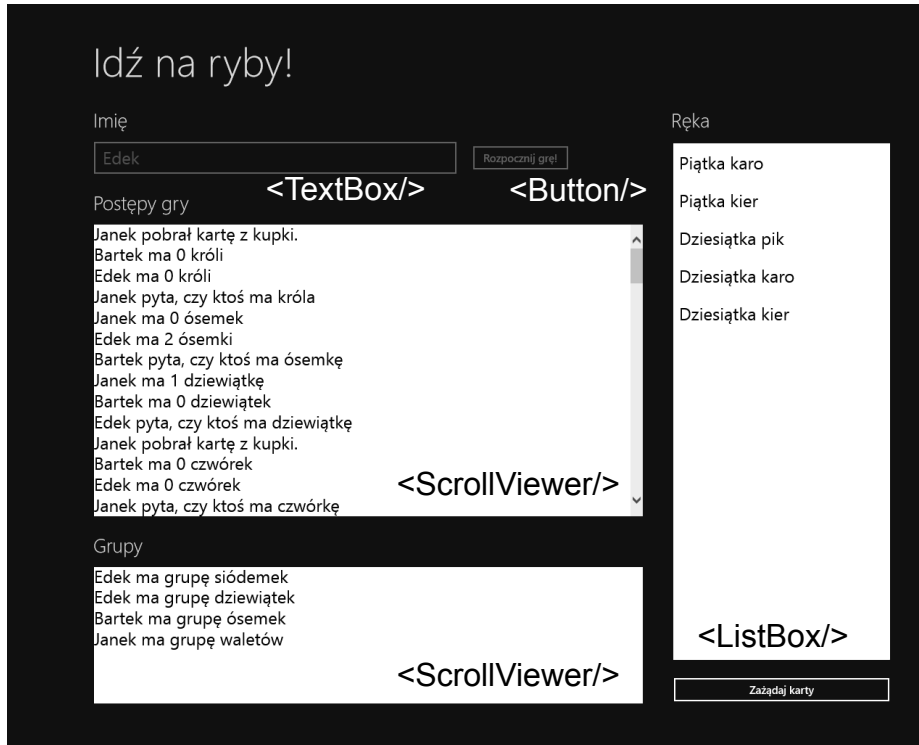 Idź na ryby!
Imię
Edek
Rozpocznij grę!
<TextBox/>
<Button/>
Postępy gry
Janek pobrał kartę z kupki.
Bartek ma 0 króli
Edek ma 0 króli
Janek pyta, czy ktoś ma króla
Janek ma 0 ósemek
Edek ma 2 ósemki
Bartek pyta, czy ktoś ma ósemkę
Janek ma 1 dziewiątkę
Bartek ma 0 dziewiątek
Edek pyta, czy ktoś ma dziewiątkę
Janek pobrał kartę z kupki.
Bartek ma 0 czwórek
Edek ma 0 czwórek
Janek pyta, czy ktoś ma czwórkę
<ScrollViewer/>
Grupy
Edek ma grupę siódemek
Edek ma grupę dziewiątek
Bartek ma grupę ósemek
Janek ma grupę waletów
<ScrollViewer/>
Ręka
Piątka karo
Piątka kier
Dziesiątka pik
Dziesiątka karo
Dziesiątka kier
<ListBox/>
Zażądaj karty